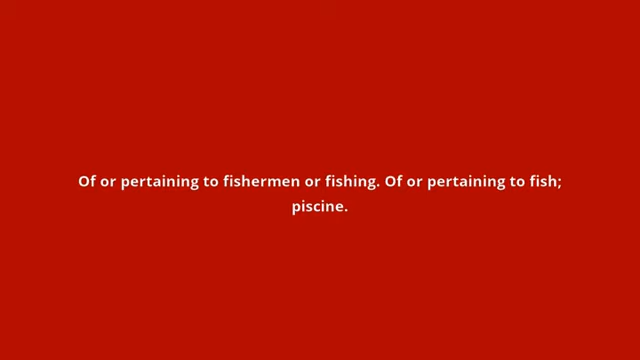 Of or pertaining to fishermen or fishing. Of or pertaining to fish;
piscine.